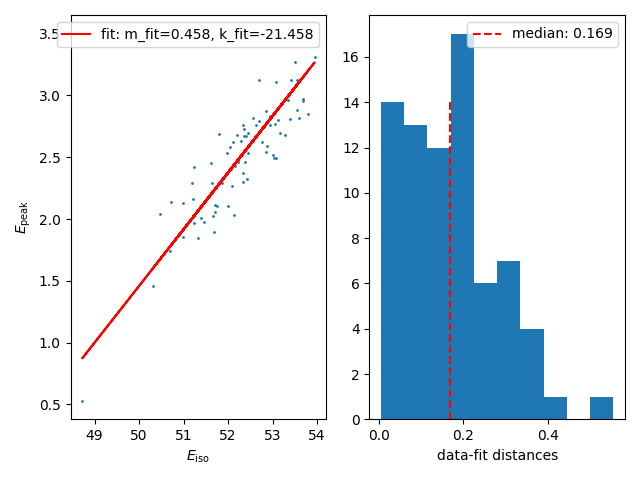 fit: m_fit=0.458, k_fit=-21.458
3.5
3.0
2.5
2.0
1.5
1.0
0.5
E_peak
49 50 51 52 53 54
E_iso
median: 0.169
16
14
12
10
8
6
4
2
0
0.0 0.2 0.4
data-fit distances